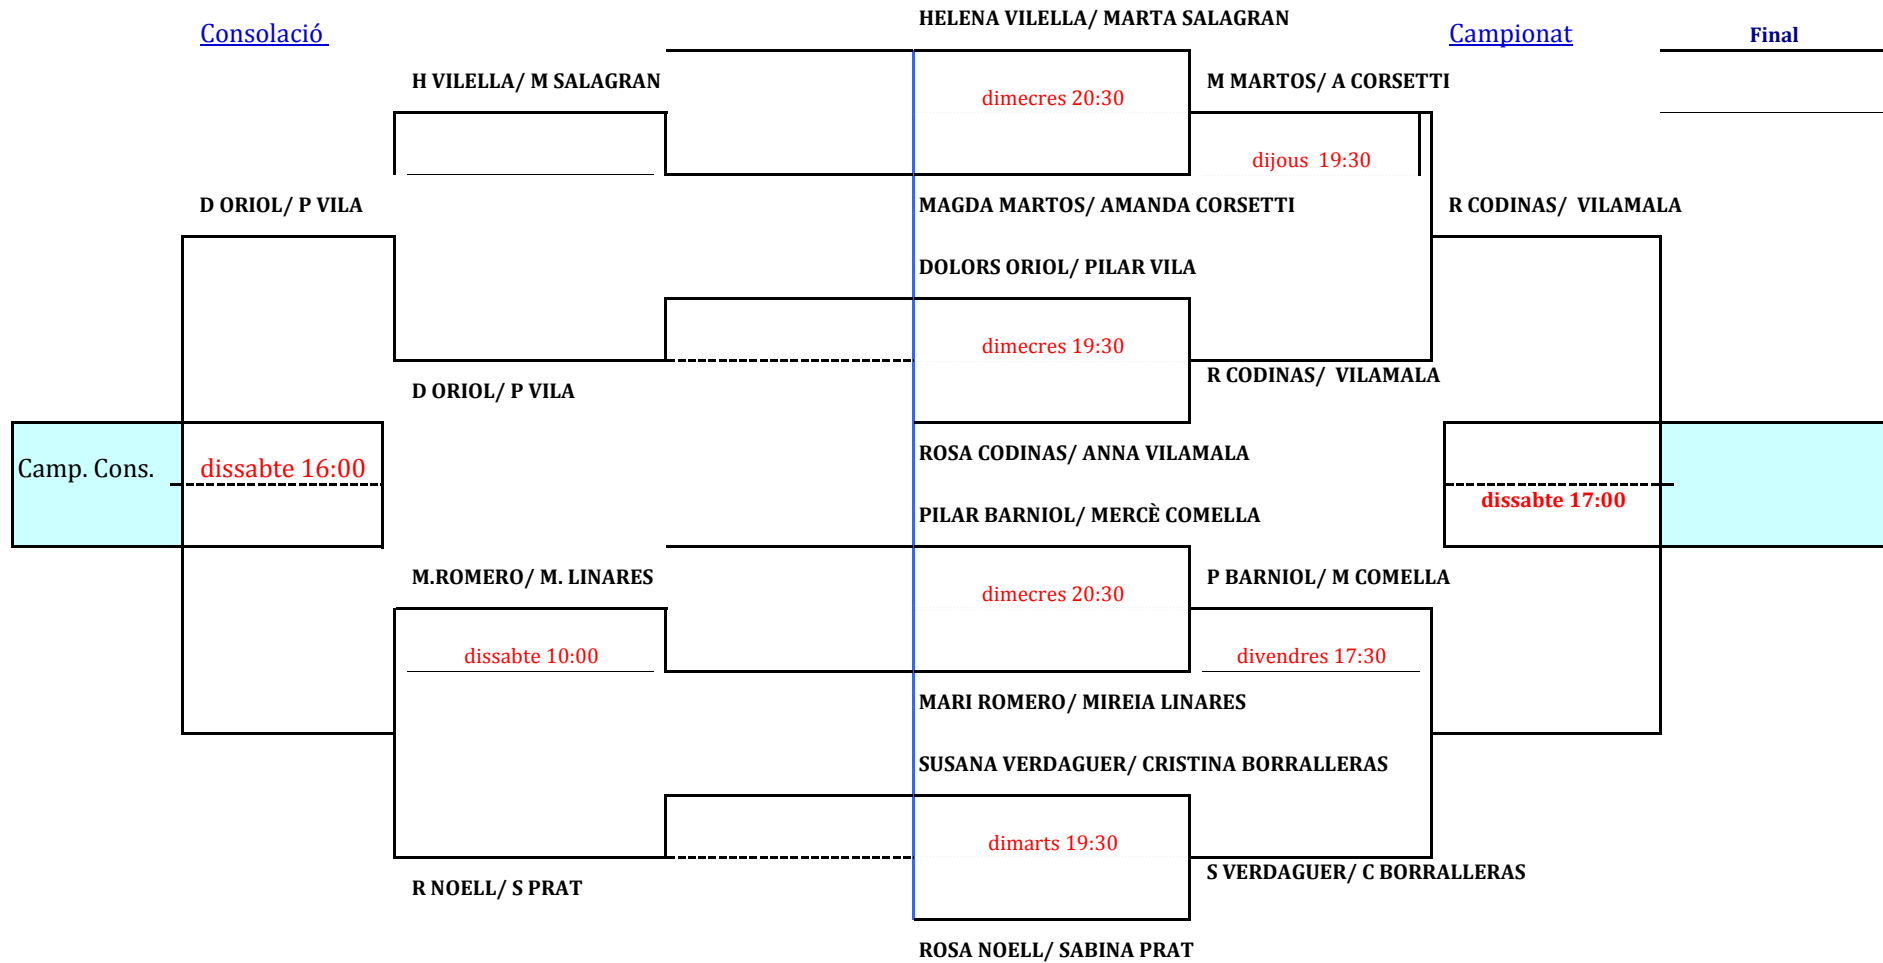 HELENA VILELLA/ MARTA SALAGRAN
Consolació
Campionat
Final
H VILELLA/ M SALAGRAN
M MARTOS/ A CORSETTI
dimecres 20:30
dijous 19:30
D ORIOL/ P VILA
MAGDA MARTOS/ AMANDA CORSETTI
R CODINAS/ VILAMALA
DOLORS ORIOL/ PILAR VILA
dimecres 19:30
D ORIOL/ P VILA
R CODINAS/ VILAMALA
ROSA CODINAS/ ANNA VILAMALA
Camp. Cons.
dissabte 16:00
dissabte 17:00
PILAR BARNIOL/ MERCÈ COMELLA
M.ROMERO/ M. LINARES
P BARNIOL/ M COMELLA
dimecres 20:30
dissabte 10:00
divendres 17:30
MARI ROMERO/ MIREIA LINARES
SUSANA VERDAGUER/ CRISTINA BORRALLERAS
dimarts 19:30
R NOELL/ S PRAT
S VERDAGUER/ C BORRALLERAS
ROSA NOELL/ SABINA PRAT